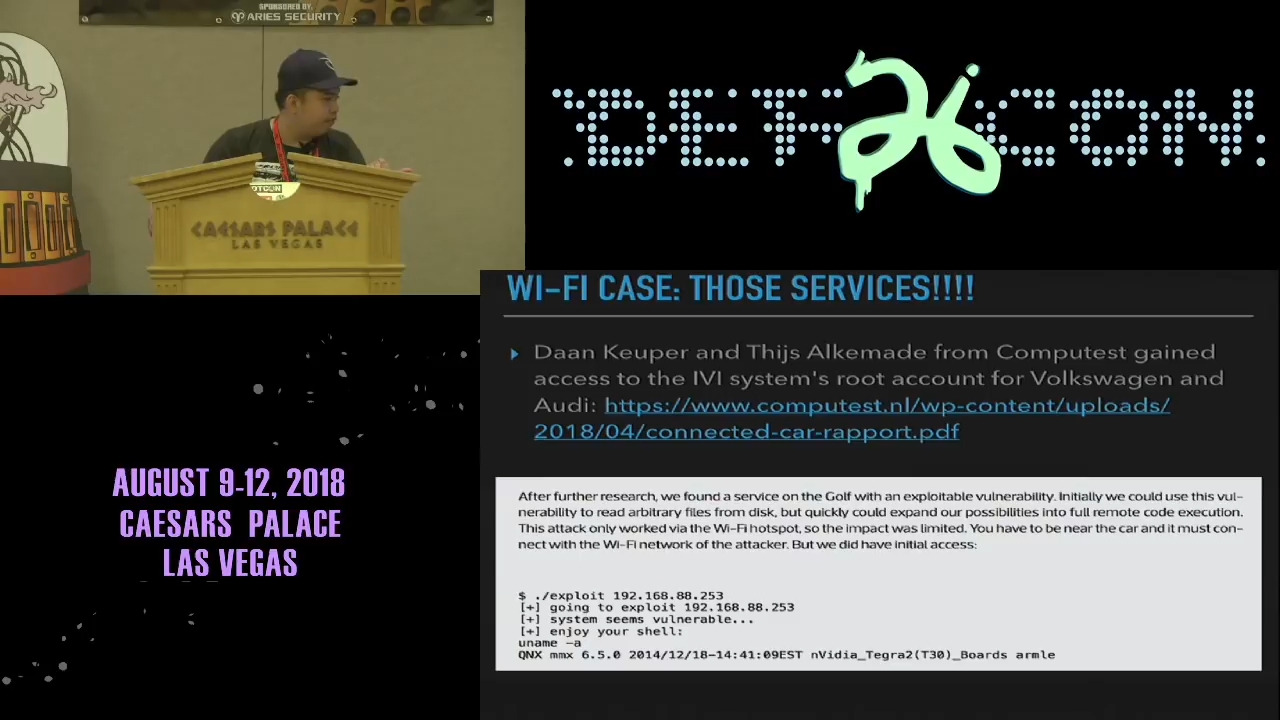 SPONSORED BY:
ARIES SECURITY
DEF CON
26
OTCON
CAESARS PALACE
LAS VEGAS
WI-FI CASE: THOSE SERVICES!!!!
Daan Keuper and Thijs Alkemade from Computest gained
access to the IVI system's root account for Volkswagen and
Audi: https://www.computest.nl/wp-content/uploads/
2018/04/connected-car-rapport.pdf
After further research, we found a service on the Golf with an exploitable vulnerability. Initially we could use this vul-
nerability to read arbitrary files from disk, but quickly could expand our possibilities into full remote code execution.
This attack only worked via the Wi-Fi hotspot, so the impact was limited. You have to be near the car and it must con-
nect with the Wi-Fi network of the attacker. But we did have initial access:
$ ./exploit 192.168.88.253
[+] going to exploit 192.168.88.253
[+] system seems vulnerable...
[+] enjoy your shell:
uname -a
QNX mmx 6.5.0 2014/12/18-14:41:09EST nVidia_Tegra2(T30)_Boards armle
AUGUST 9-12, 2018
CAESARS PALACE
LAS VEGAS